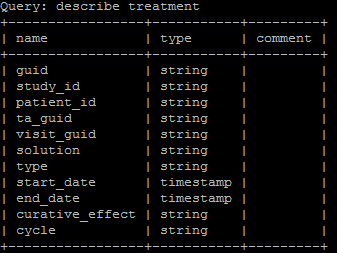 Query: describe treatment
+------------------+-----------+---------+
| name             | type      | comment |
+------------------+-----------+---------+
| guid             | string    |         |
| study_id         | string    |         |
| patient_id       | string    |         |
| ta_guid          | string    |         |
| visit_guid       | string    |         |
| solution         | string    |         |
| type             | string    |         |
| start_date       | timestamp |         |
| end_date         | timestamp |         |
| curative_effect  | string    |         |
| cycle            | string    |         |
+------------------+-----------+---------+